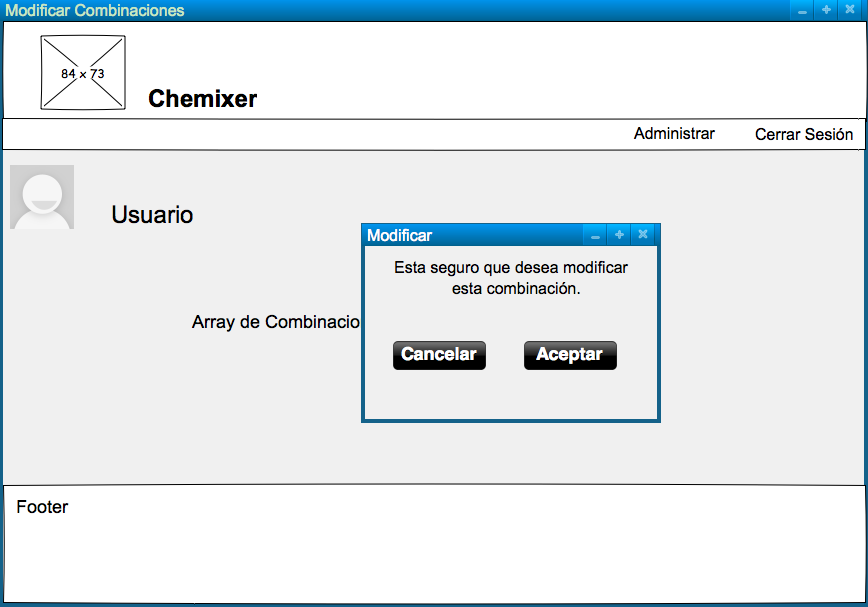 Modificar Combinaciones
84 x 73
Chemixer
Administrar
Cerrar Sesión
Usuario
Modificar
Esta seguro que desea modificar
esta combinación.
Array de Combinacio
Cancelar
Aceptar
Footer